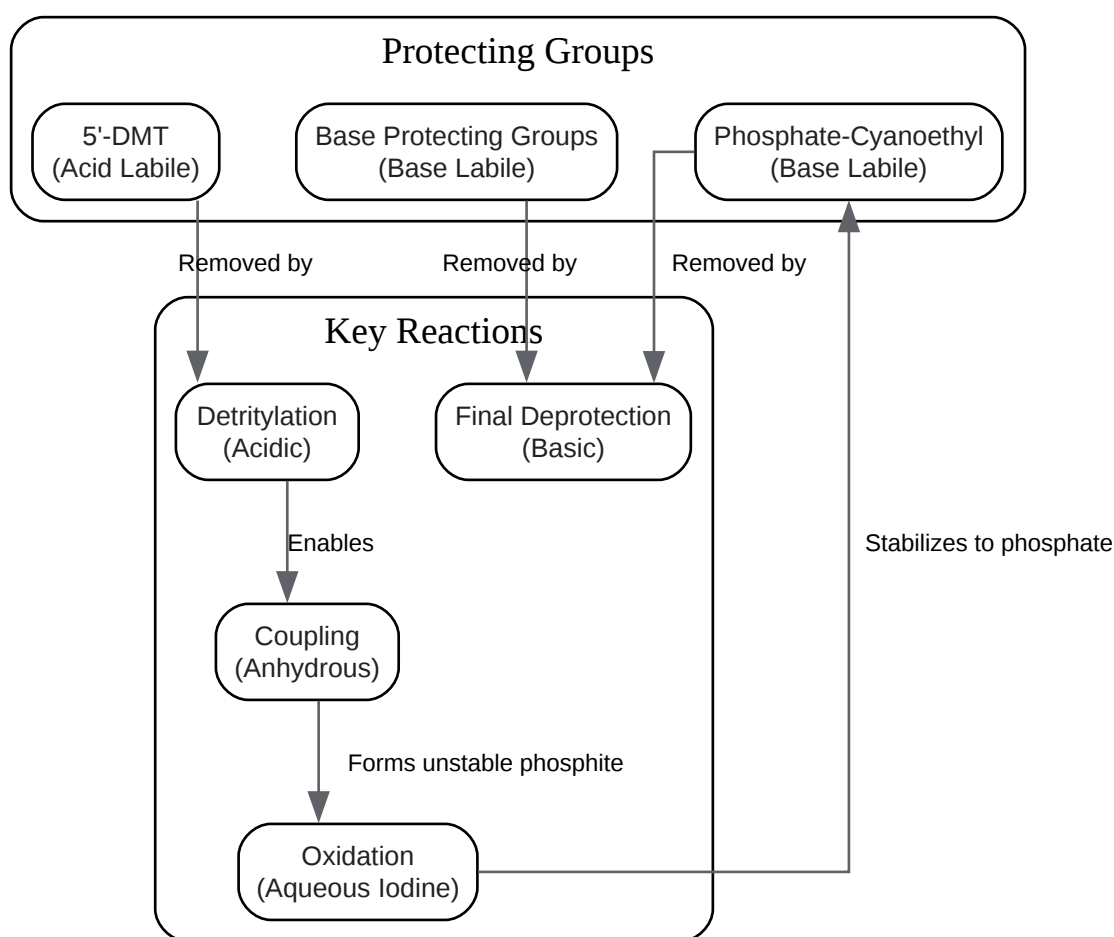 Protecting Groups
5'-DMT
(Acid Labile)
Base Protecting Groups
(Base Labile)
Phosphate-Cyanoethyl
(Base Labile)
Removed by
Removed by
Removed by
Key Reactions
Detritylation
(Acidic)
Final Deprotection
(Basic)
Enables
Stabilizes to phosphate
Coupling
(Anhydrous)
Forms unstable phosphite
Oxidation
(Aqueous Iodine)